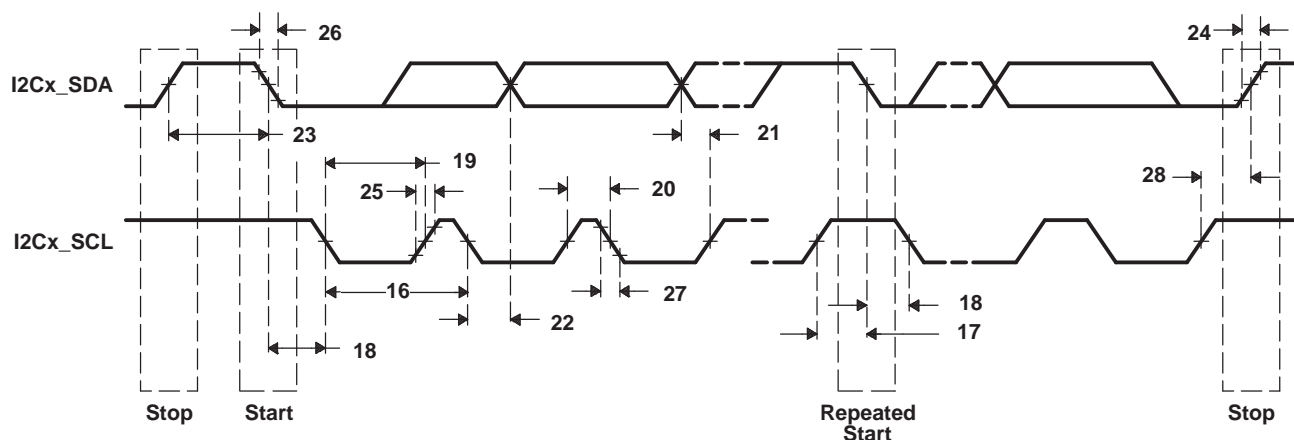 26
24
I2Cx_SDA
23
21
19
28
25
20
I2Cx_SCL
16
27
18
22
17
18
Stop
Start
Repeated
Start
Stop